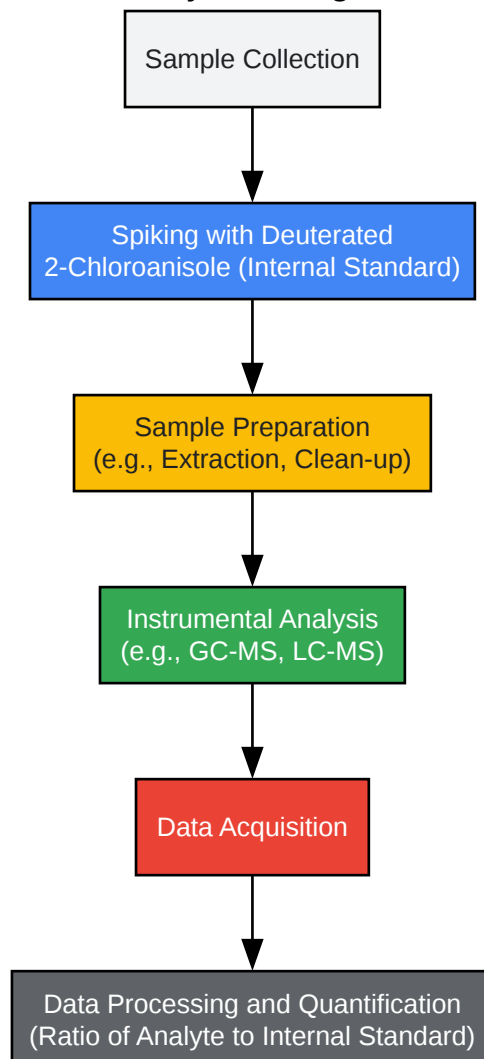 Sample Collection
Spiking with Deuterated
2-Chloroanisole (Internal Standard)
Sample Preparation
(e.g., Extraction, Clean-up)
Instrumental Analysis
(e.g., GC-MS, LC-MS)
Data Acquisition
Data Processing and Quantification
(Ratio of Analyte to Internal Standard)